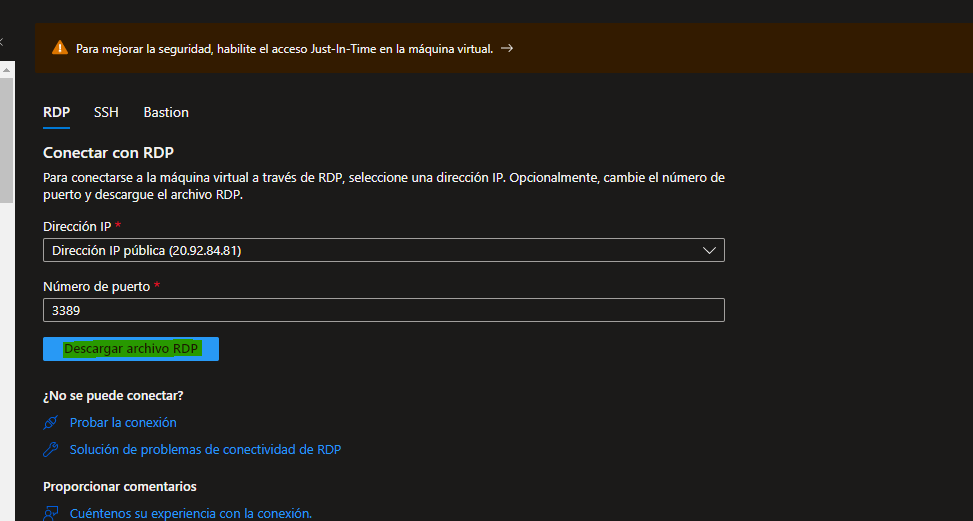 Para mejorar la seguridad, habilite el acceso Just-In-Time en la máquina virtual. →
RDP SSH Bastion
Conectar con RDP
Para conectarse a la máquina virtual a través de RDP, seleccione una dirección IP. Opcionalmente, cambie el número de
puerto y descargue el archivo RDP.
Dirección IP *
Dirección IP pública (20.92.84.81)
Número de puerto *
3389
Descargar archivo RDP
¿No se puede conectar?
Probar la conexión
Solución de problemas de conectividad de RDP
Proporcionar comentarios
Cuéntenos su experiencia con la conexión.